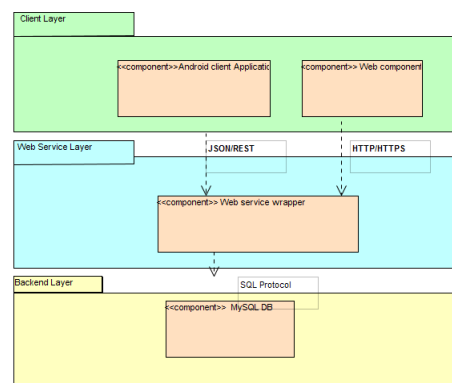 Client Layer
<<component>>Android client Applicatic
<<component>> Web component
Web Service Layer
JSON/REST
HTTP/HTTPS
<<component>> Web service wrapper
Backend Layer
SQL Protocol
<<component>> MySQL DB